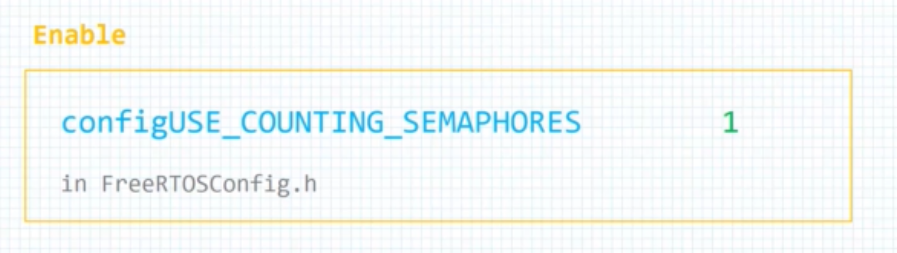 Enable
configUSE_COUNTING_SEMAPHORES 1
in FreeRTOSConfig.h